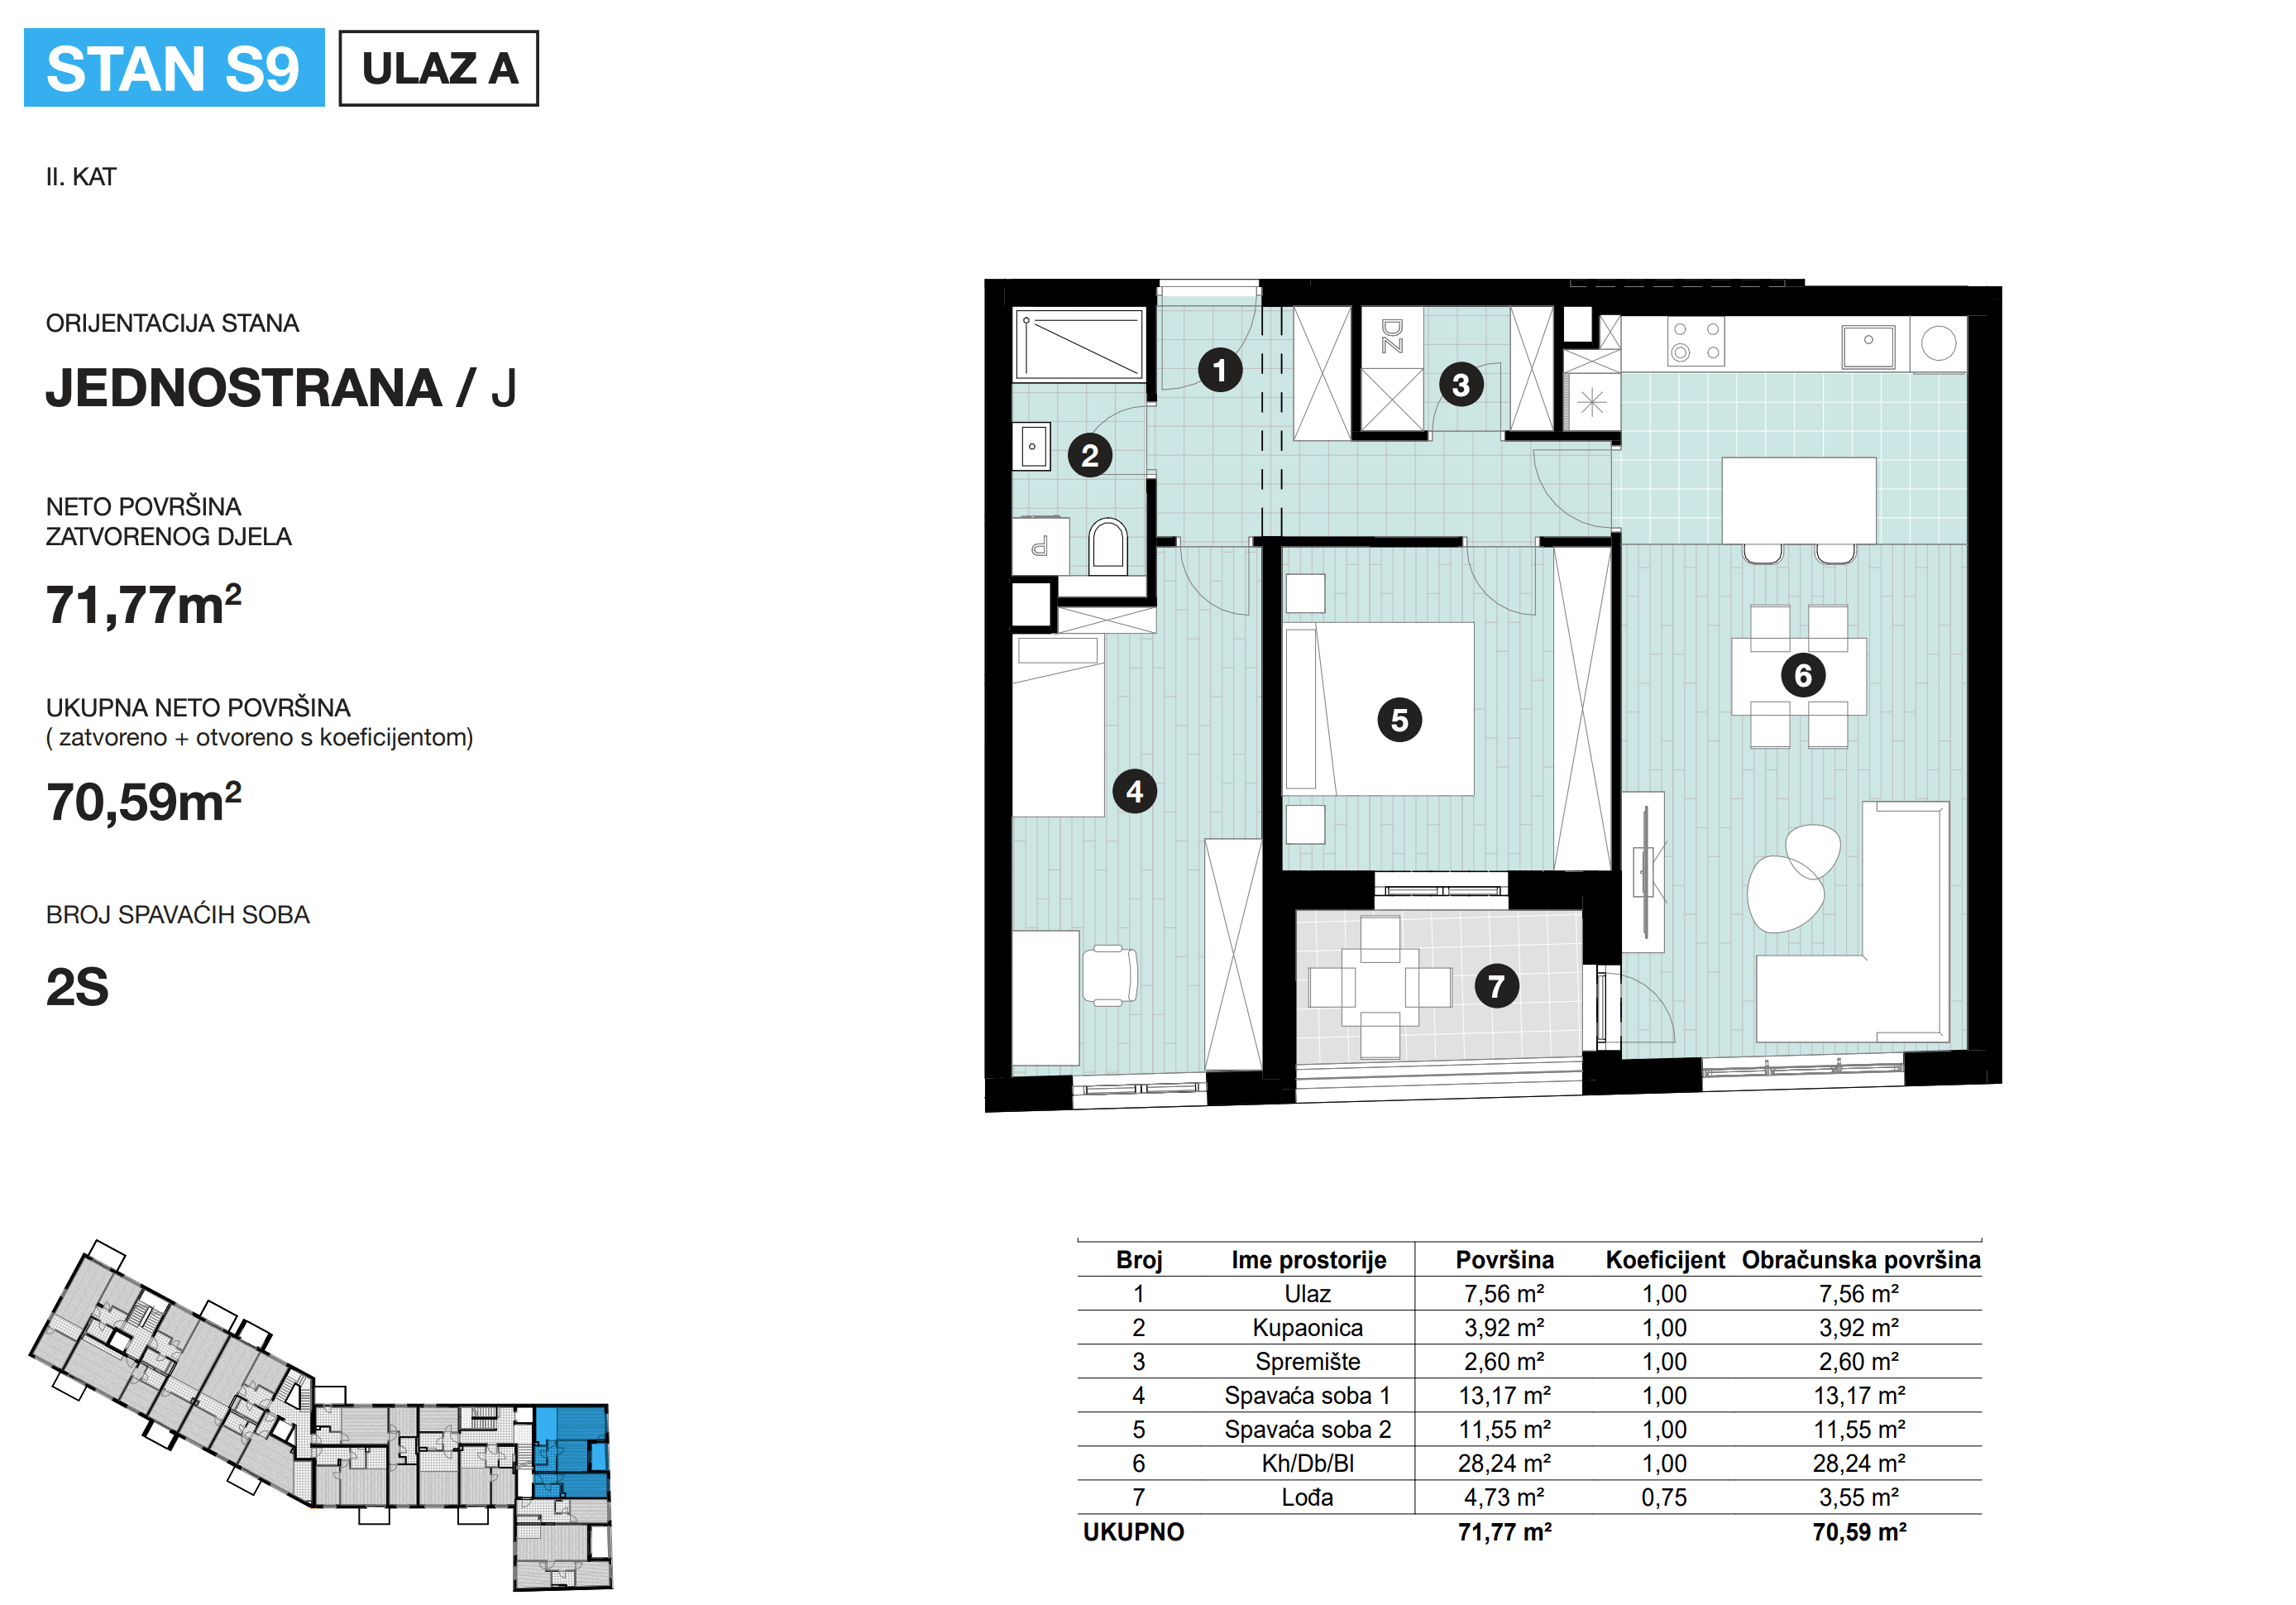 STAN S9
ULAZ A
II. KAT
ORIJENTACIJA STANA
JEDNOSTRANA / J
NETO POVRŠINA
ZATVORENOG DJELA
71,77m²
UKUPNA NETO POVRŠINA
( zatvoreno + otvoreno s koeficijentom)
70,59m²
BROJ SPAVAĆIH SOBA
2S
1
DZ
3
2
P
6
5
4
7
Broj Ime prostorije Površina Koeficijent Obračunska površina
1 Ulaz 7,56 m² 1,00 7,56 m²
2 Kupaonica 3,92 m² 1,00 3,92 m²
3 Spremište 2,60 m² 1,00 2,60 m²
4 Spavaća soba 1 13,17 m² 1,00 13,17 m²
5 Spavaća soba 2 11,55 m² 1,00 11,55 m²
6 Kh/Db/Bl 28,24 m² 1,00 28,24 m²
7 Lođa 4,73 m² 0,75 3,55 m²
UKUPNO 71,77 m² 70,59 m²